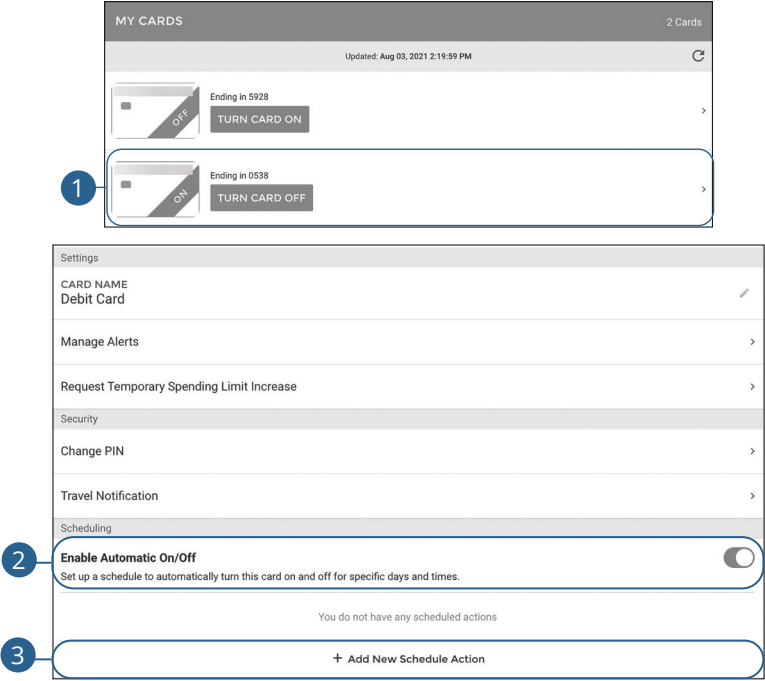 MY CARDS 2 Cards
Updated: Aug 03, 2021 2:19:59 PM
Ending in 5928
OFF
TURN CARD ON
1
Ending in 0538
ON
TURN CARD OFF
Settings
CARD NAME
Debit Card
Manage Alerts
Request Temporary Spending Limit Increase
Security
Change PIN
Travel Notification
Scheduling
2
Enable Automatic On/Off
Set up a schedule to automatically turn this card on and off for specific days and times.
You do not have any scheduled actions
3
+ Add New Schedule Action